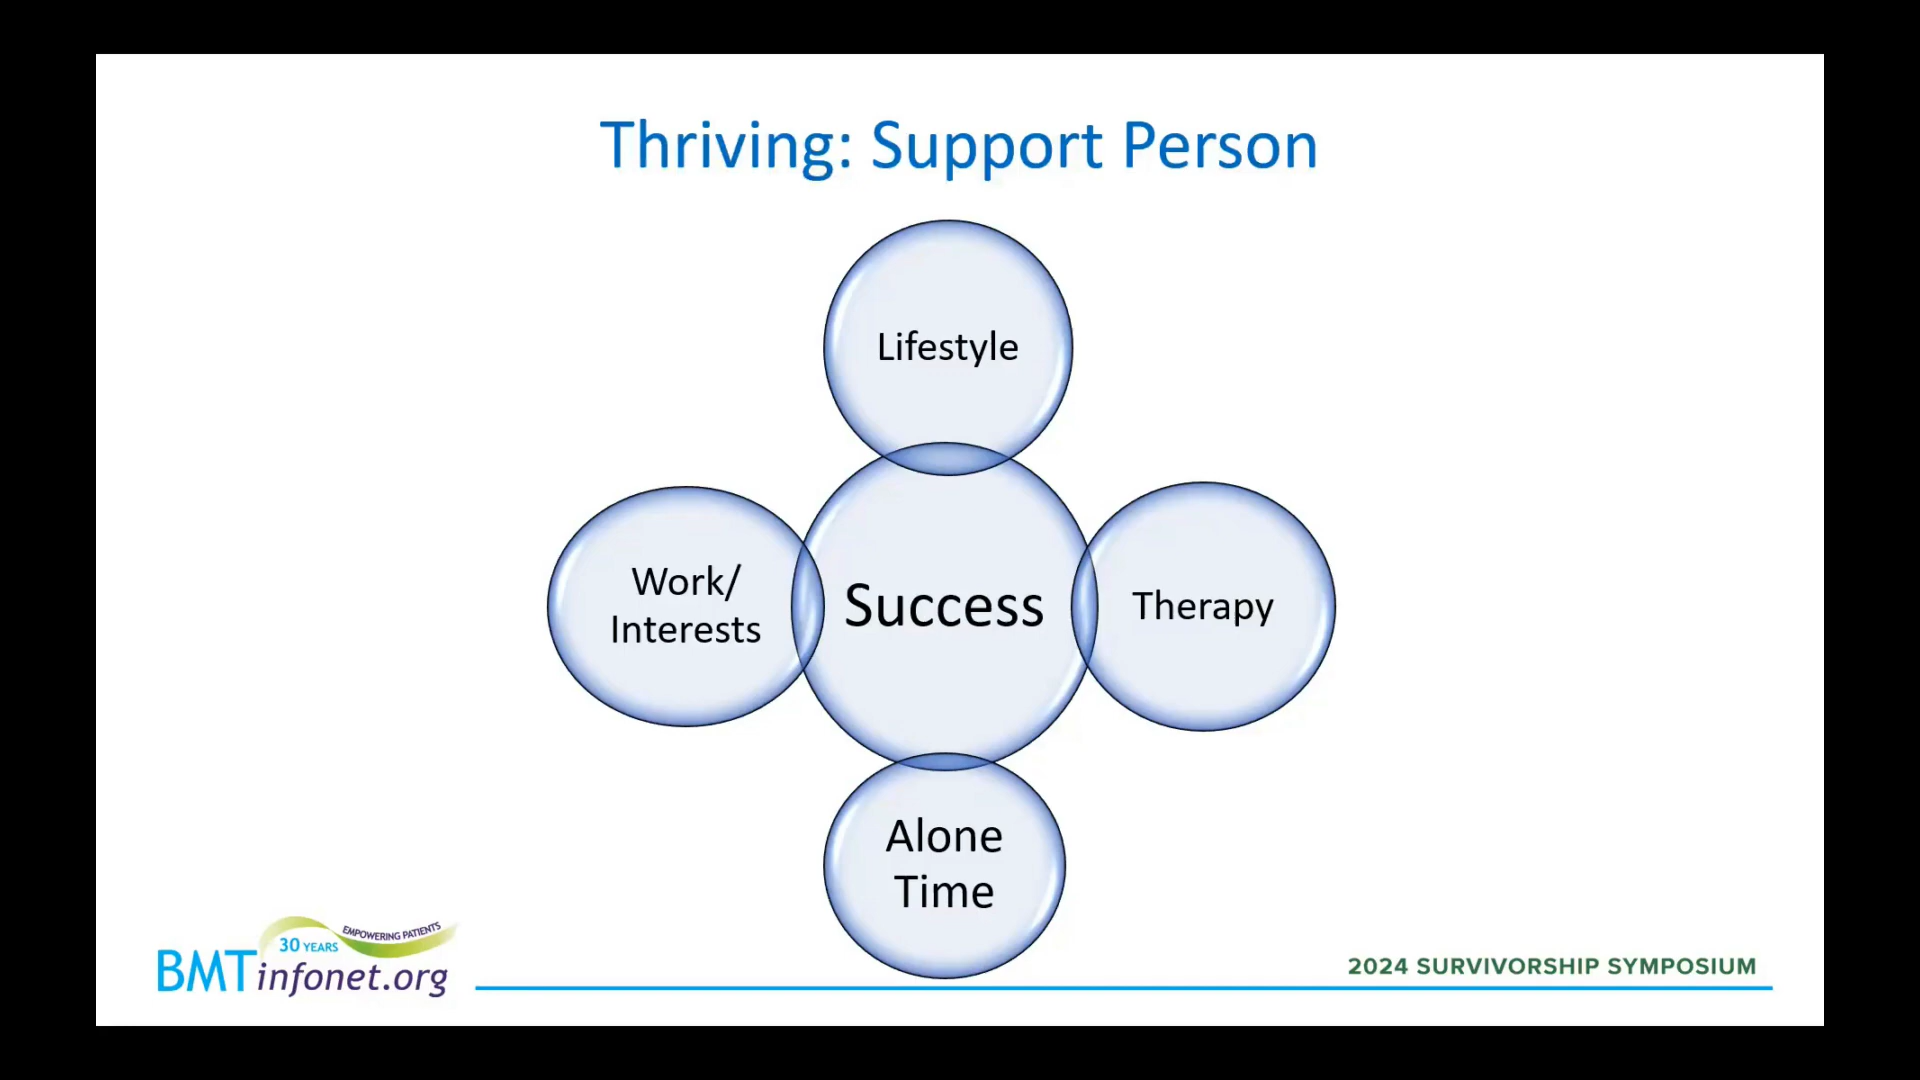 Thriving: Support Person
Lifestyle
Work/
Interests
Success
Therapy
Alone
Time
30 YEARS
EMPOWERING PATIENTS
BMTinfonet.org
2024 SURVIVORSHIP SYMPOSIUM